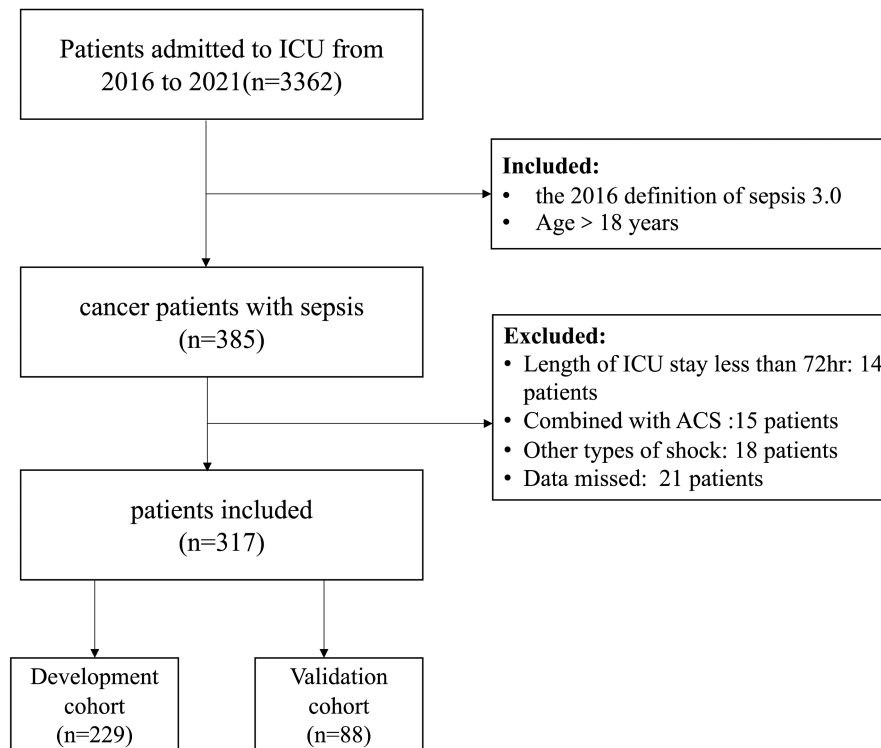 Patients admitted to ICU from
2016 to 2021(n=3362)
Included:
• the 2016 definition of sepsis 3.0
• Age > 18 years
cancer patients with sepsis
(n=385)
Excluded:
• Length of ICU stay less than 72hr: 14
patients
• Combined with ACS :15 patients
• Other types of shock: 18 patients
• Data missed: 21 patients
patients included
(n=317)
Development
cohort
(n=229)
Validation
cohort
(n=88)